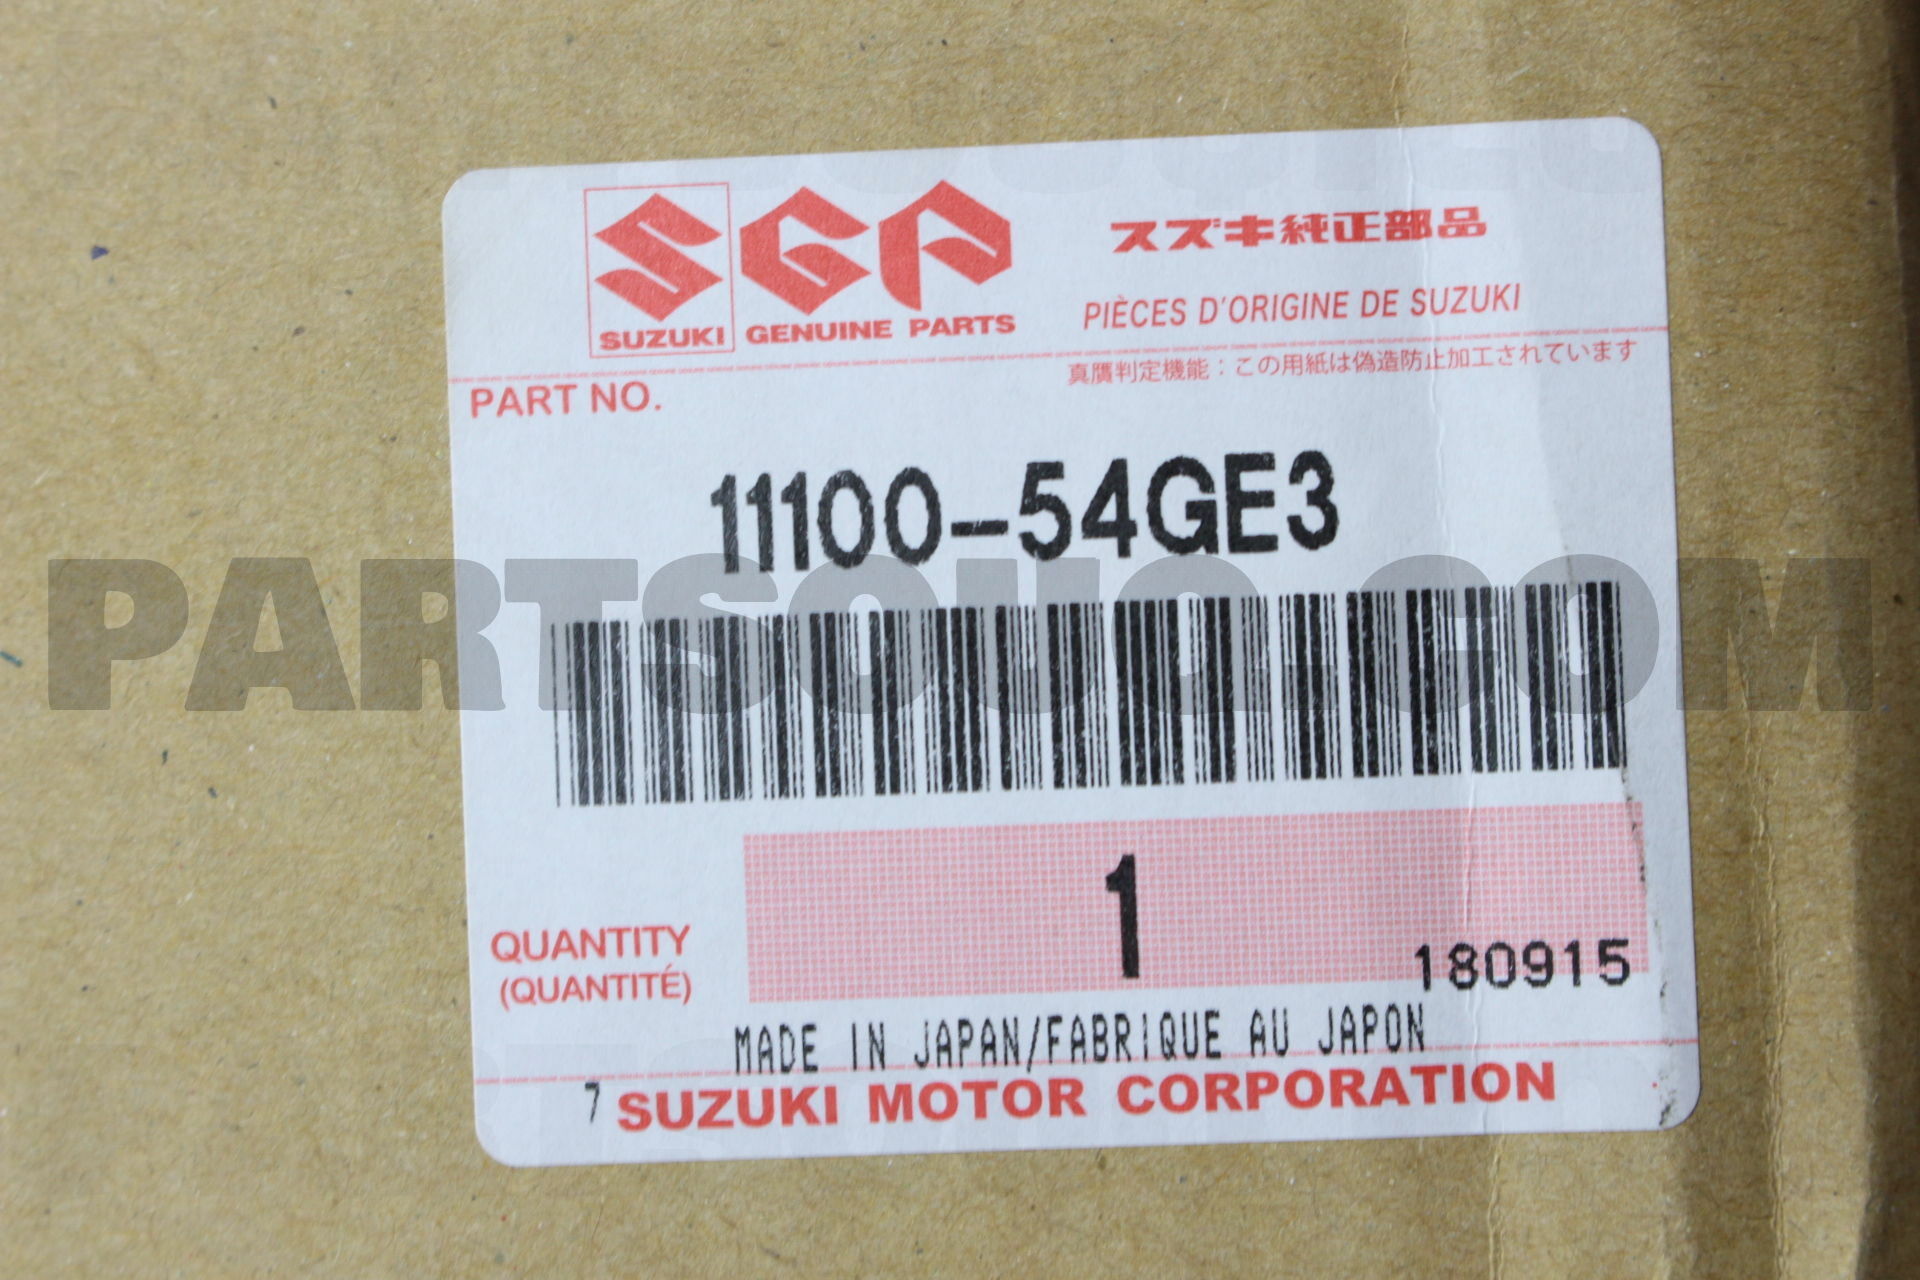 SUZUKI
SGP
GENUINE PARTS
スズキ純正部品
PIÈCES D'ORIGINE DE SUZUKI
真贋判定機能：この用紙は偽造防止加工されています
PART NO.
11100-54GE3
PARTSOUQ.COM
1
QUANTITY
(QUANTITÉ)
180915
MADE IN JAPAN/FABRIQUE AU JAPON
7 SUZUKI MOTOR CORPORATION